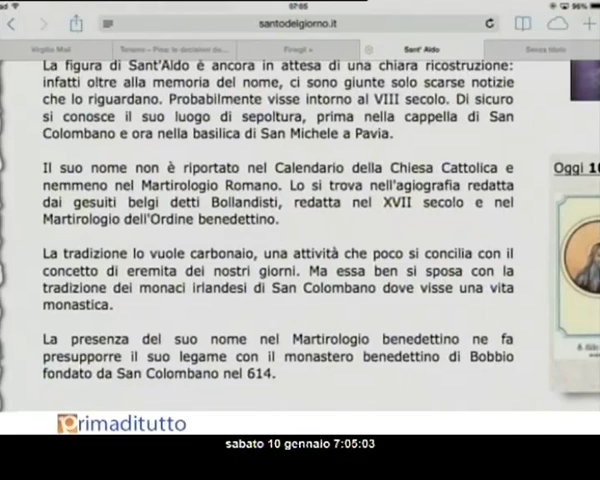 07:05
96%
santodelgiorno.it
Virgilio Mail
Sant' Aldo
Senza titolo
La figura di Sant'Aldo è ancora in attesa di una chiara ricostruzione:
infatti oltre alla memoria del nome, ci sono giunte solo scarse notizie
che lo riguardano. Probabilmente visse intorno al VIII secolo. Di sicuro
si conosce il suo luogo di sepoltura, prima nella cappella di San
Colombano e ora nella basilica di San Michele a Pavia.
Il suo nome non è riportato nel Calendario della Chiesa Cattolica e
nemmeno nel Martirologio Romano. Lo si trova nell'agiografia redatta
dai gesuiti belgi detti Bollandisti, redatta nel XVII secolo e nel
Martirologio dell'Ordine benedettino.
La tradizione lo vuole carbonaio, una attività che poco si concilia con il
concetto di eremita dei nostri giorni. Ma essa ben si sposa con la
tradizione dei monaci irlandesi di San Colombano dove visse una vita
monastica.
La presenza del suo nome nel Martirologio benedettino ne fa
presupporre il suo legame con il monastero benedettino di Bobbio
fondato da San Colombano nel 614.
Oggi
primaditutto
sabato 10 gennaio 7:05:03